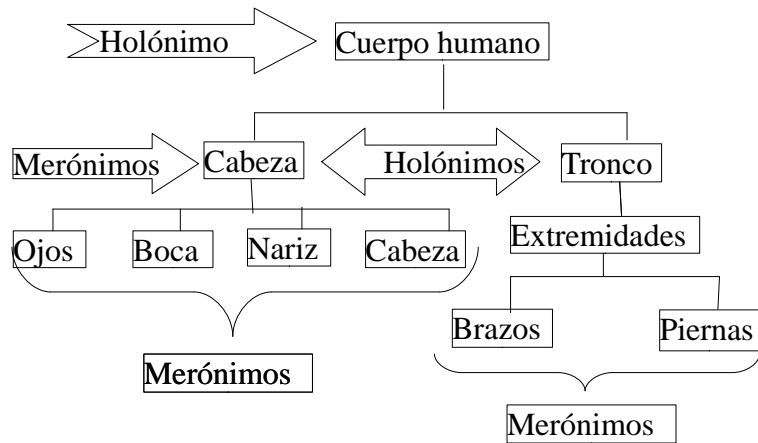 Holónimo
Cuerpo humano
Merónimos
Cabeza
Holónimos
Tronco
Ojos
Boca
Nariz
Cabeza
Extremidades
Brazos
Piernas
Merónimos
Merónimos